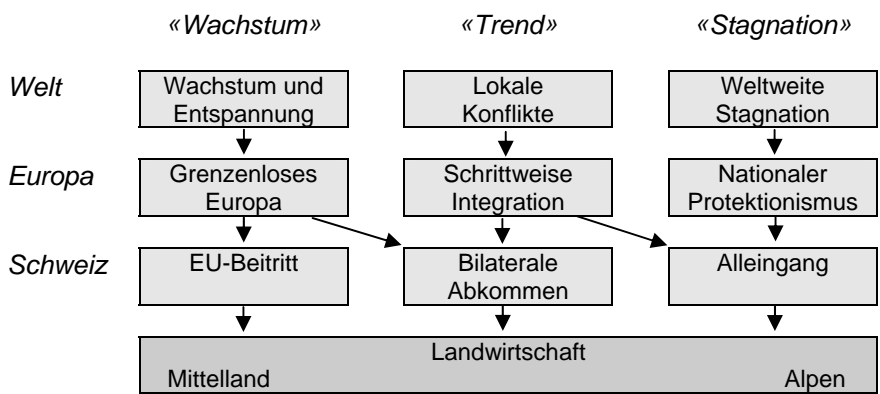 «Wachstum» «Trend» «Stagnation»
Welt
Wachstum und
Entspannung
Lokale
Konflikte
Weltweite
Stagnation
Europa
Grenzenloses
Europa
Schrittweise
Integration
Nationaler
Protektionismus
Schweiz
EU-Beitritt
Bilaterale
Abkommen
Alleingang
Landwirtschaft
Mittelland Alpen